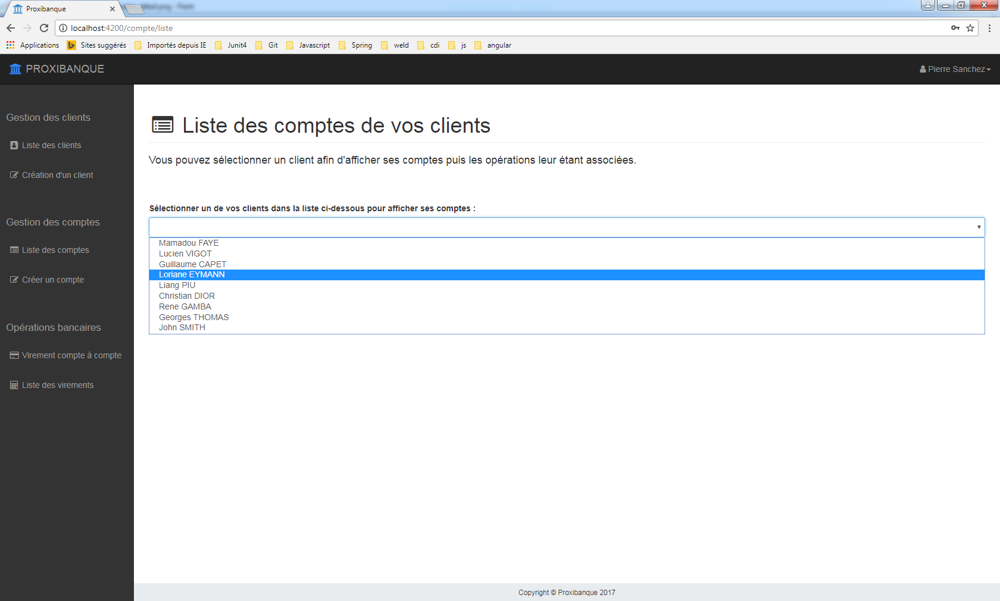 Proxibanque
localhost:4200/compte/liste
Applications Sites suggérés Importés depuis IE Junit4 Git Javascript Spring weld cdi js angular
PROXIBANQUE
Pierre Sanchez
Gestion des clients
Liste des clients
Création d'un client
Gestion des comptes
Liste des comptes
Créer un compte
Opérations bancaires
Virement compte à compte
Liste des virements
Liste des comptes de vos clients
Vous pouvez sélectionner un client afin d'afficher ses comptes puis les opérations leur étant associées.
Sélectionner un de vos clients dans la liste ci-dessous pour afficher ses comptes :
Mamadou FAYE
Lucien VIGOT
Guillaume CAPET
Loriane EYMANN
Liang PIU
Christian DIOR
Rene GAMBA
Georges THOMAS
John SMITH
Copyright © Proxibanque 2017